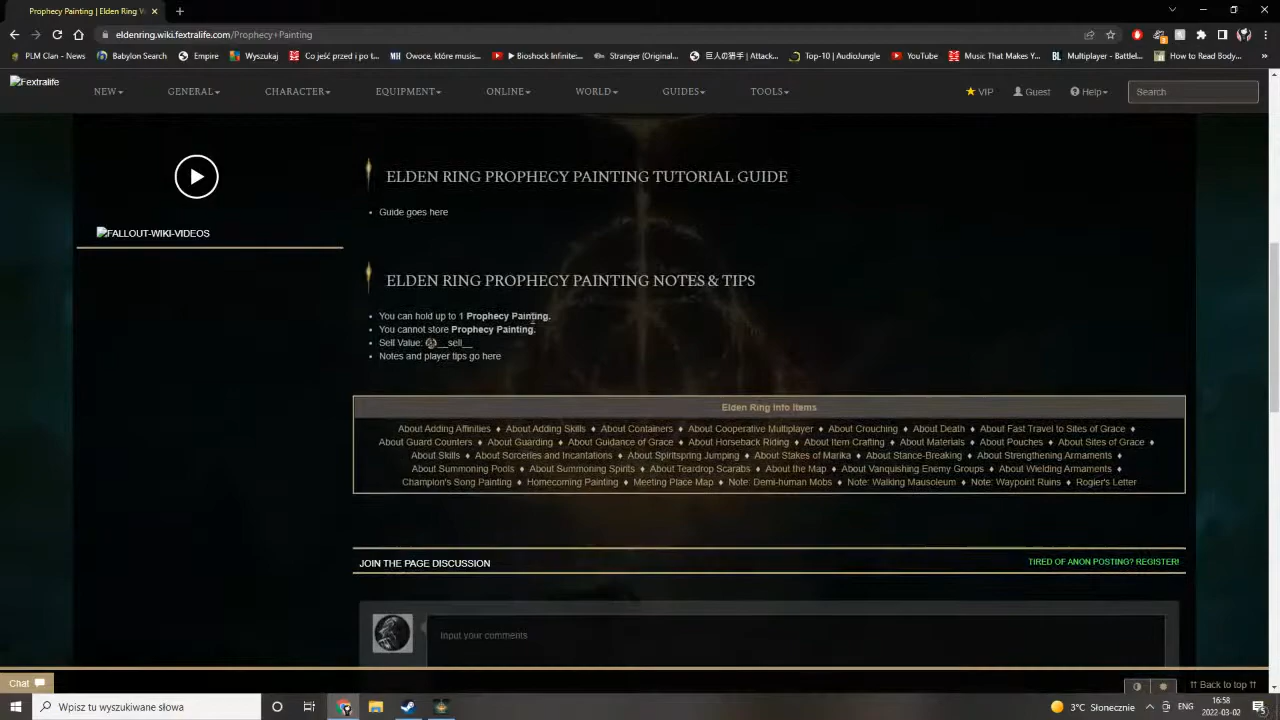 Prophecy Painting | Elden Ring W
eldenring.wiki.fextralife.com/Prophecy+Painting
PLM Clan - News
Babylon Search
Empire
Wyszukaj
Co jeść przed i po t...
Owoce, które musis...
▶ Bioshock Infinite:...
Stranger (Original...
巨人の狙手 | Attack...
Top-10 | AudioJungle
YouTube
Music That Makes Y...
Multiplayer - Battlel...
How to Read Body...
»
Fextralife
NEW
GENERAL
CHARACTER
EQUIPMENT
ONLINE
WORLD
GUIDES
TOOLS
VIP
Guest
Help
Search
ELDEN RING PROPHECY PAINTING TUTORIAL GUIDE
Guide goes here
FALLOUT-WIKI-VIDEOS
ELDEN RING PROPHECY PAINTING NOTES & TIPS
You can hold up to 1 Prophecy Painting.
You cannot store Prophecy Painting.
Sell Value: __sell__
Notes and player tips go here
Elden Ring Info Items
About Adding Affinities ♦ About Adding Skills ♦ About Containers ♦ About Cooperative Multiplayer ♦ About Crouching ♦ About Death ♦ About Fast Travel to Sites of Grace ♦
About Guard Counters ♦ About Guarding ♦ About Guidance of Grace ♦ About Horseback Riding ♦ About Item Crafting ♦ About Materials ♦ About Pouches ♦ About Sites of Grace ♦
About Skills ♦ About Sorceries and Incantations ♦ About Spiritspring Jumping ♦ About Stakes of Marika ♦ About Stance-Breaking ♦ About Strengthening Armaments ♦
About Summoning Pools ♦ About Summoning Spirits ♦ About Teardrop Scarabs ♦ About the Map ♦ About Vanquishing Enemy Groups ♦ About Wielding Armaments ♦
Champion's Song Painting ♦ Homecoming Painting ♦ Meeting Place Map ♦ Note: Demi-human Mobs ♦ Note: Walking Mausoleum ♦ Note: Waypoint Ruins ♦ Rogier's Letter
JOIN THE PAGE DISCUSSION
TIRED OF ANON POSTING? REGISTER!
Input your comments
Chat
⇈ Back to top ⇈
Wpisz tu wyszukiwane słowa
3°C Słonecznie
ENG
16:58
2022-03-02